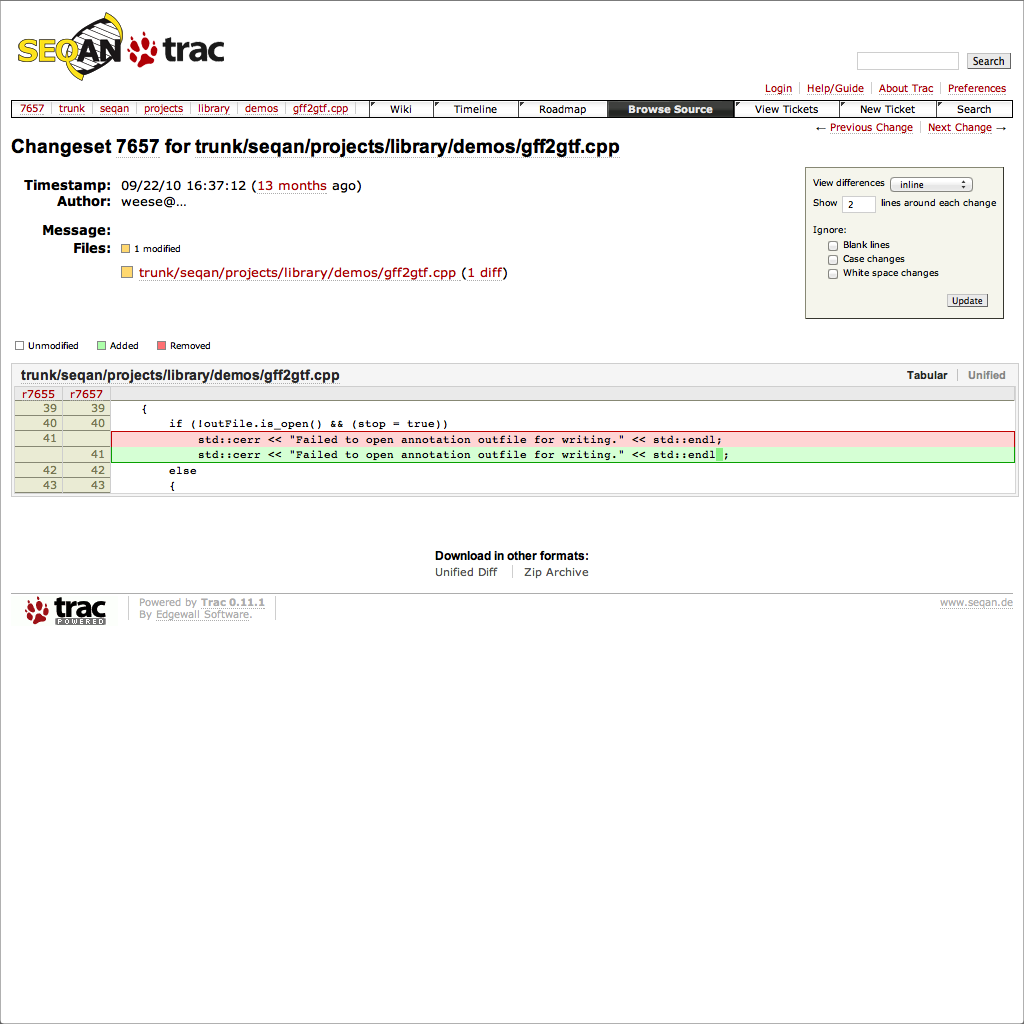 SEQAN trac
Search
Login Help/Guide About Trac Preferences
7657 trunk seqan projects library demos gff2gtf.cpp Wiki Timeline Roadmap Browse Source View Tickets New Ticket Search
← Previous Change Next Change →
Changeset 7657 for trunk/seqan/projects/library/demos/gff2gtf.cpp
Timestamp: 09/22/10 16:37:12 (13 months ago)
Author: weese@...
Message:
Files: 1 modified
trunk/seqan/projects/library/demos/gff2gtf.cpp (1 diff)
View differences inline
Show 2 lines around each change
Ignore:
Blank lines
Case changes
White space changes
Update
Unmodified Added Removed
trunk/seqan/projects/library/demos/gff2gtf.cpp Tabular Unified
r7655 r7657
39 39 {
40 40 if (!outFile.is_open() && (stop = true))
41 std::cerr << "Failed to open annotation outfile for writing." << std::endl;
41 std::cerr << "Failed to open annotation outfile for writing." << std::endl ;
42 42 else
43 43 {
Download in other formats:
Unified Diff Zip Archive
trac POWERED
Powered by Trac 0.11.1
By Edgewall Software.
www.seqan.de